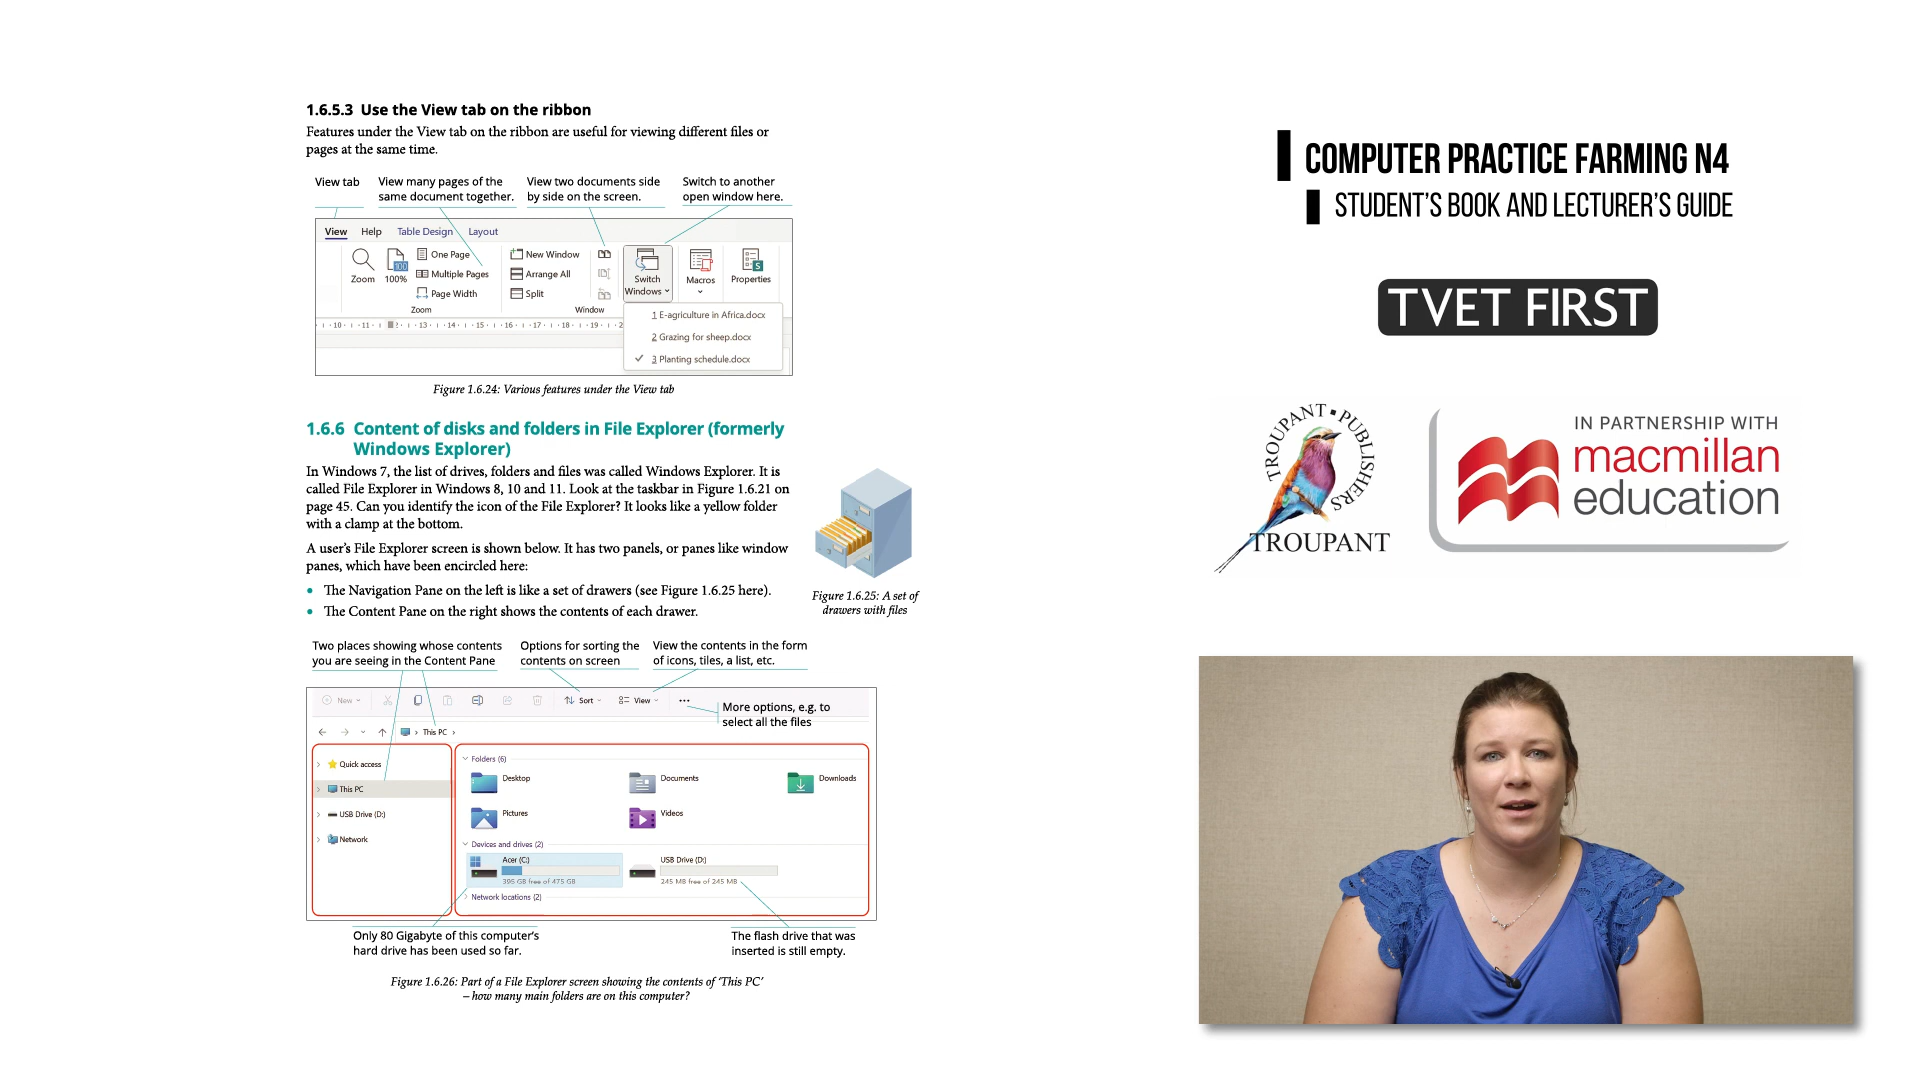 1.6.5.3 Use the View tab on the ribbon
Features under the View tab on the ribbon are useful for viewing different files or
pages at the same time.
View tab
View many pages of the
same document together.
View two documents side
by side on the screen.
Switch to another
open window here.
View Help Table Design Layout
Zoom
100%
One Page
Multiple Pages
Page Width
Zoom
New Window
Arrange All
Split
Window
Switch
Windows
Macros
Properties
1 E-agriculture in Africa.docx
2 Grazing for sheep.docx
3 Planting schedule.docx
Figure 1.6.24: Various features under the View tab
1.6.6 Content of disks and folders in File Explorer (formerly
Windows Explorer)
In Windows 7, the list of drives, folders and files was called Windows Explorer. It is
called File Explorer in Windows 8, 10 and 11. Look at the taskbar in Figure 1.6.21 on
page 45. Can you identify the icon of the File Explorer? It looks like a yellow folder
with a clamp at the bottom.
A user's File Explorer screen is shown below. It has two panels, or panes like window
panes, which have been encircled here:
• The Navigation Pane on the left is like a set of drawers (see Figure 1.6.25 here).
• The Content Pane on the right shows the contents of each drawer.
Figure 1.6.25: A set of
drawers with files
Two places showing whose contents
you are seeing in the Content Pane
Options for sorting the
contents on screen
View the contents in the form
of icons, tiles, a list, etc.
New
Sort
View
More options, e.g. to
select all the files
This PC
Quick access
This PC
USB Drive (D:)
Network
Folders (6)
Desktop
Documents
Downloads
Pictures
Videos
Devices and drives (2)
Acer (C:)
395 GB free of 475 GB
USB Drive (D:)
245 MB free of 245 MB
Network locations (2)
Only 80 Gigabyte of this computer's
hard drive has been used so far.
The flash drive that was
inserted is still empty.
Figure 1.6.26: Part of a File Explorer screen showing the contents of 'This PC'
– how many main folders are on this computer?
COMPUTER PRACTICE FARMING N4
STUDENT'S BOOK AND LECTURER'S GUIDE
TVET FIRST
TROUPANT • PUBLISHERS
TROUPANT
IN PARTNERSHIP WITH
macmillan
education